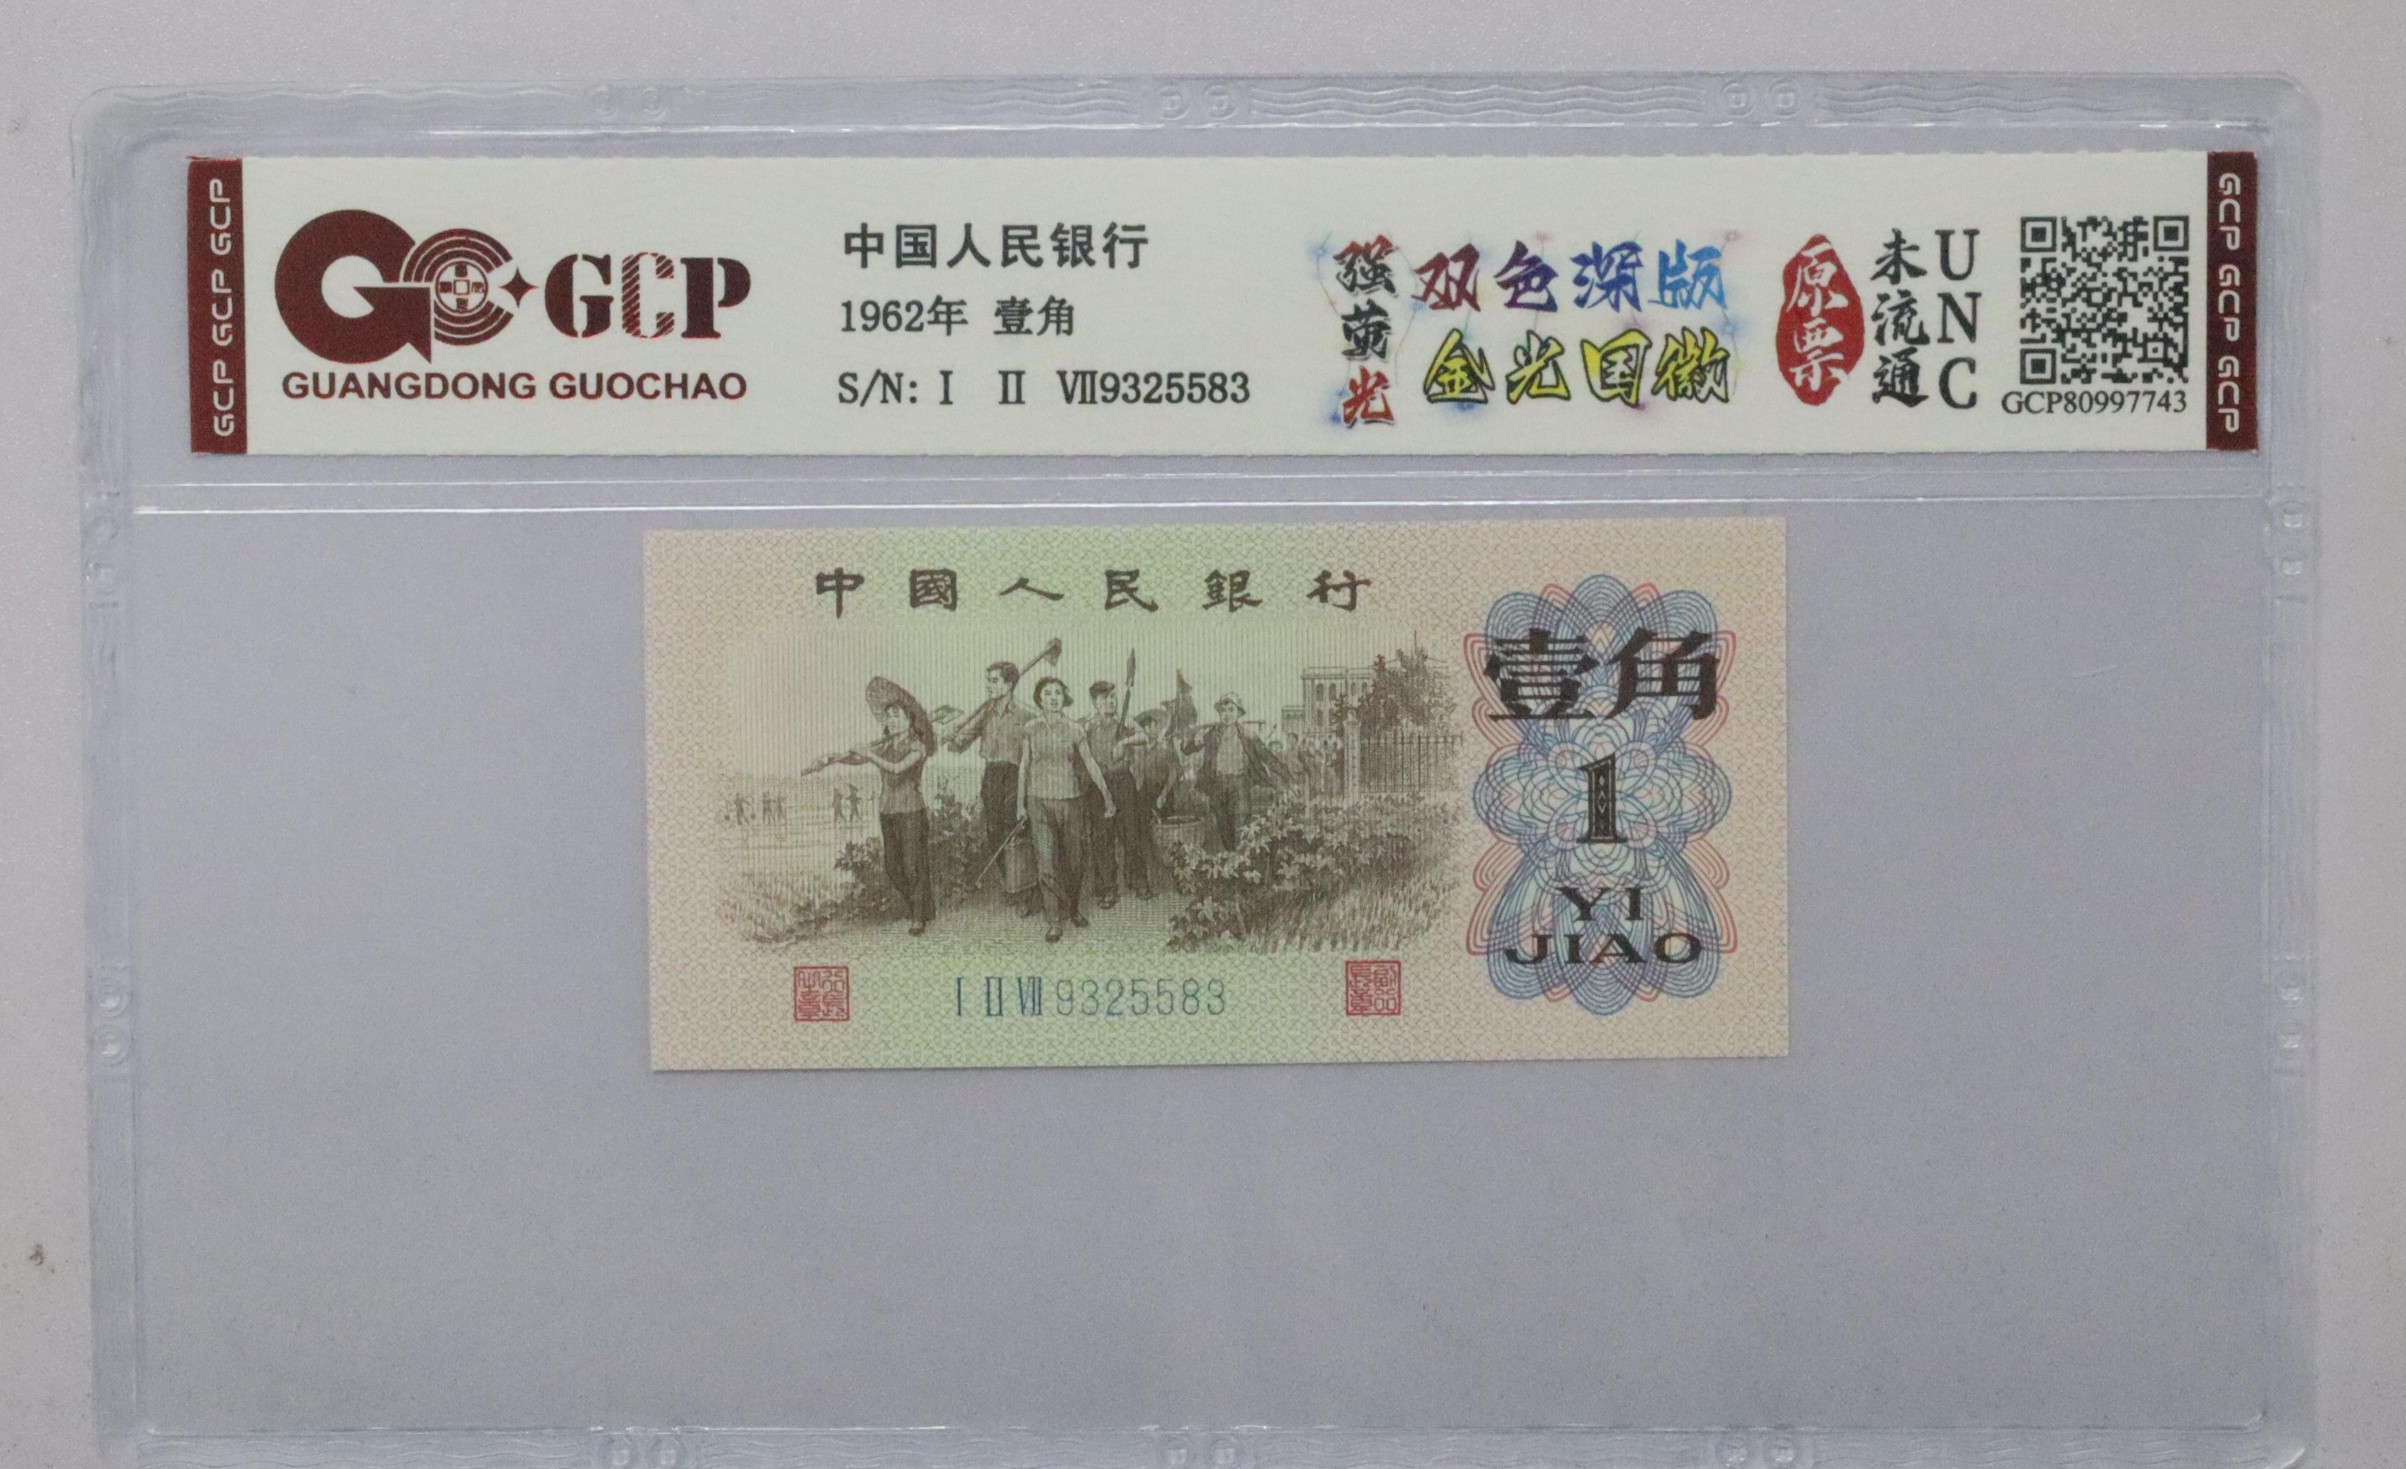 GCP GCP GCP
GCP
GUANGDONG GUOCHAO
中国人民银行
1962年 壹角
S/N: Ⅰ Ⅱ Ⅶ9325583
强荧光
双色深版
金光国徽
原票
未流通
UNC
GCP80997743
GCP GCP GCP
中國人民銀行
壹角
1
YI
JIAO
Ⅰ Ⅱ Ⅶ 9325583